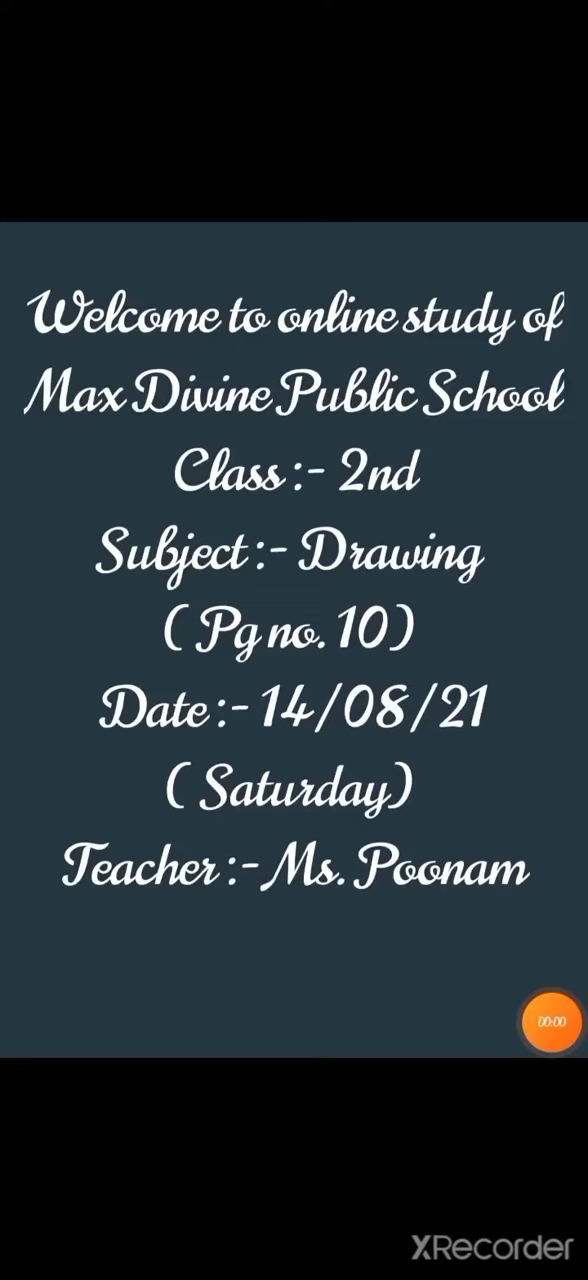 Welcome to online study of
Max Divine Public School
Class :- 2nd
Subject :- Drawing
( Pg no. 10)
Date :- 14/08/21
( Saturday)
Teacher :- Ms. Poonam
00:00
XRecorder